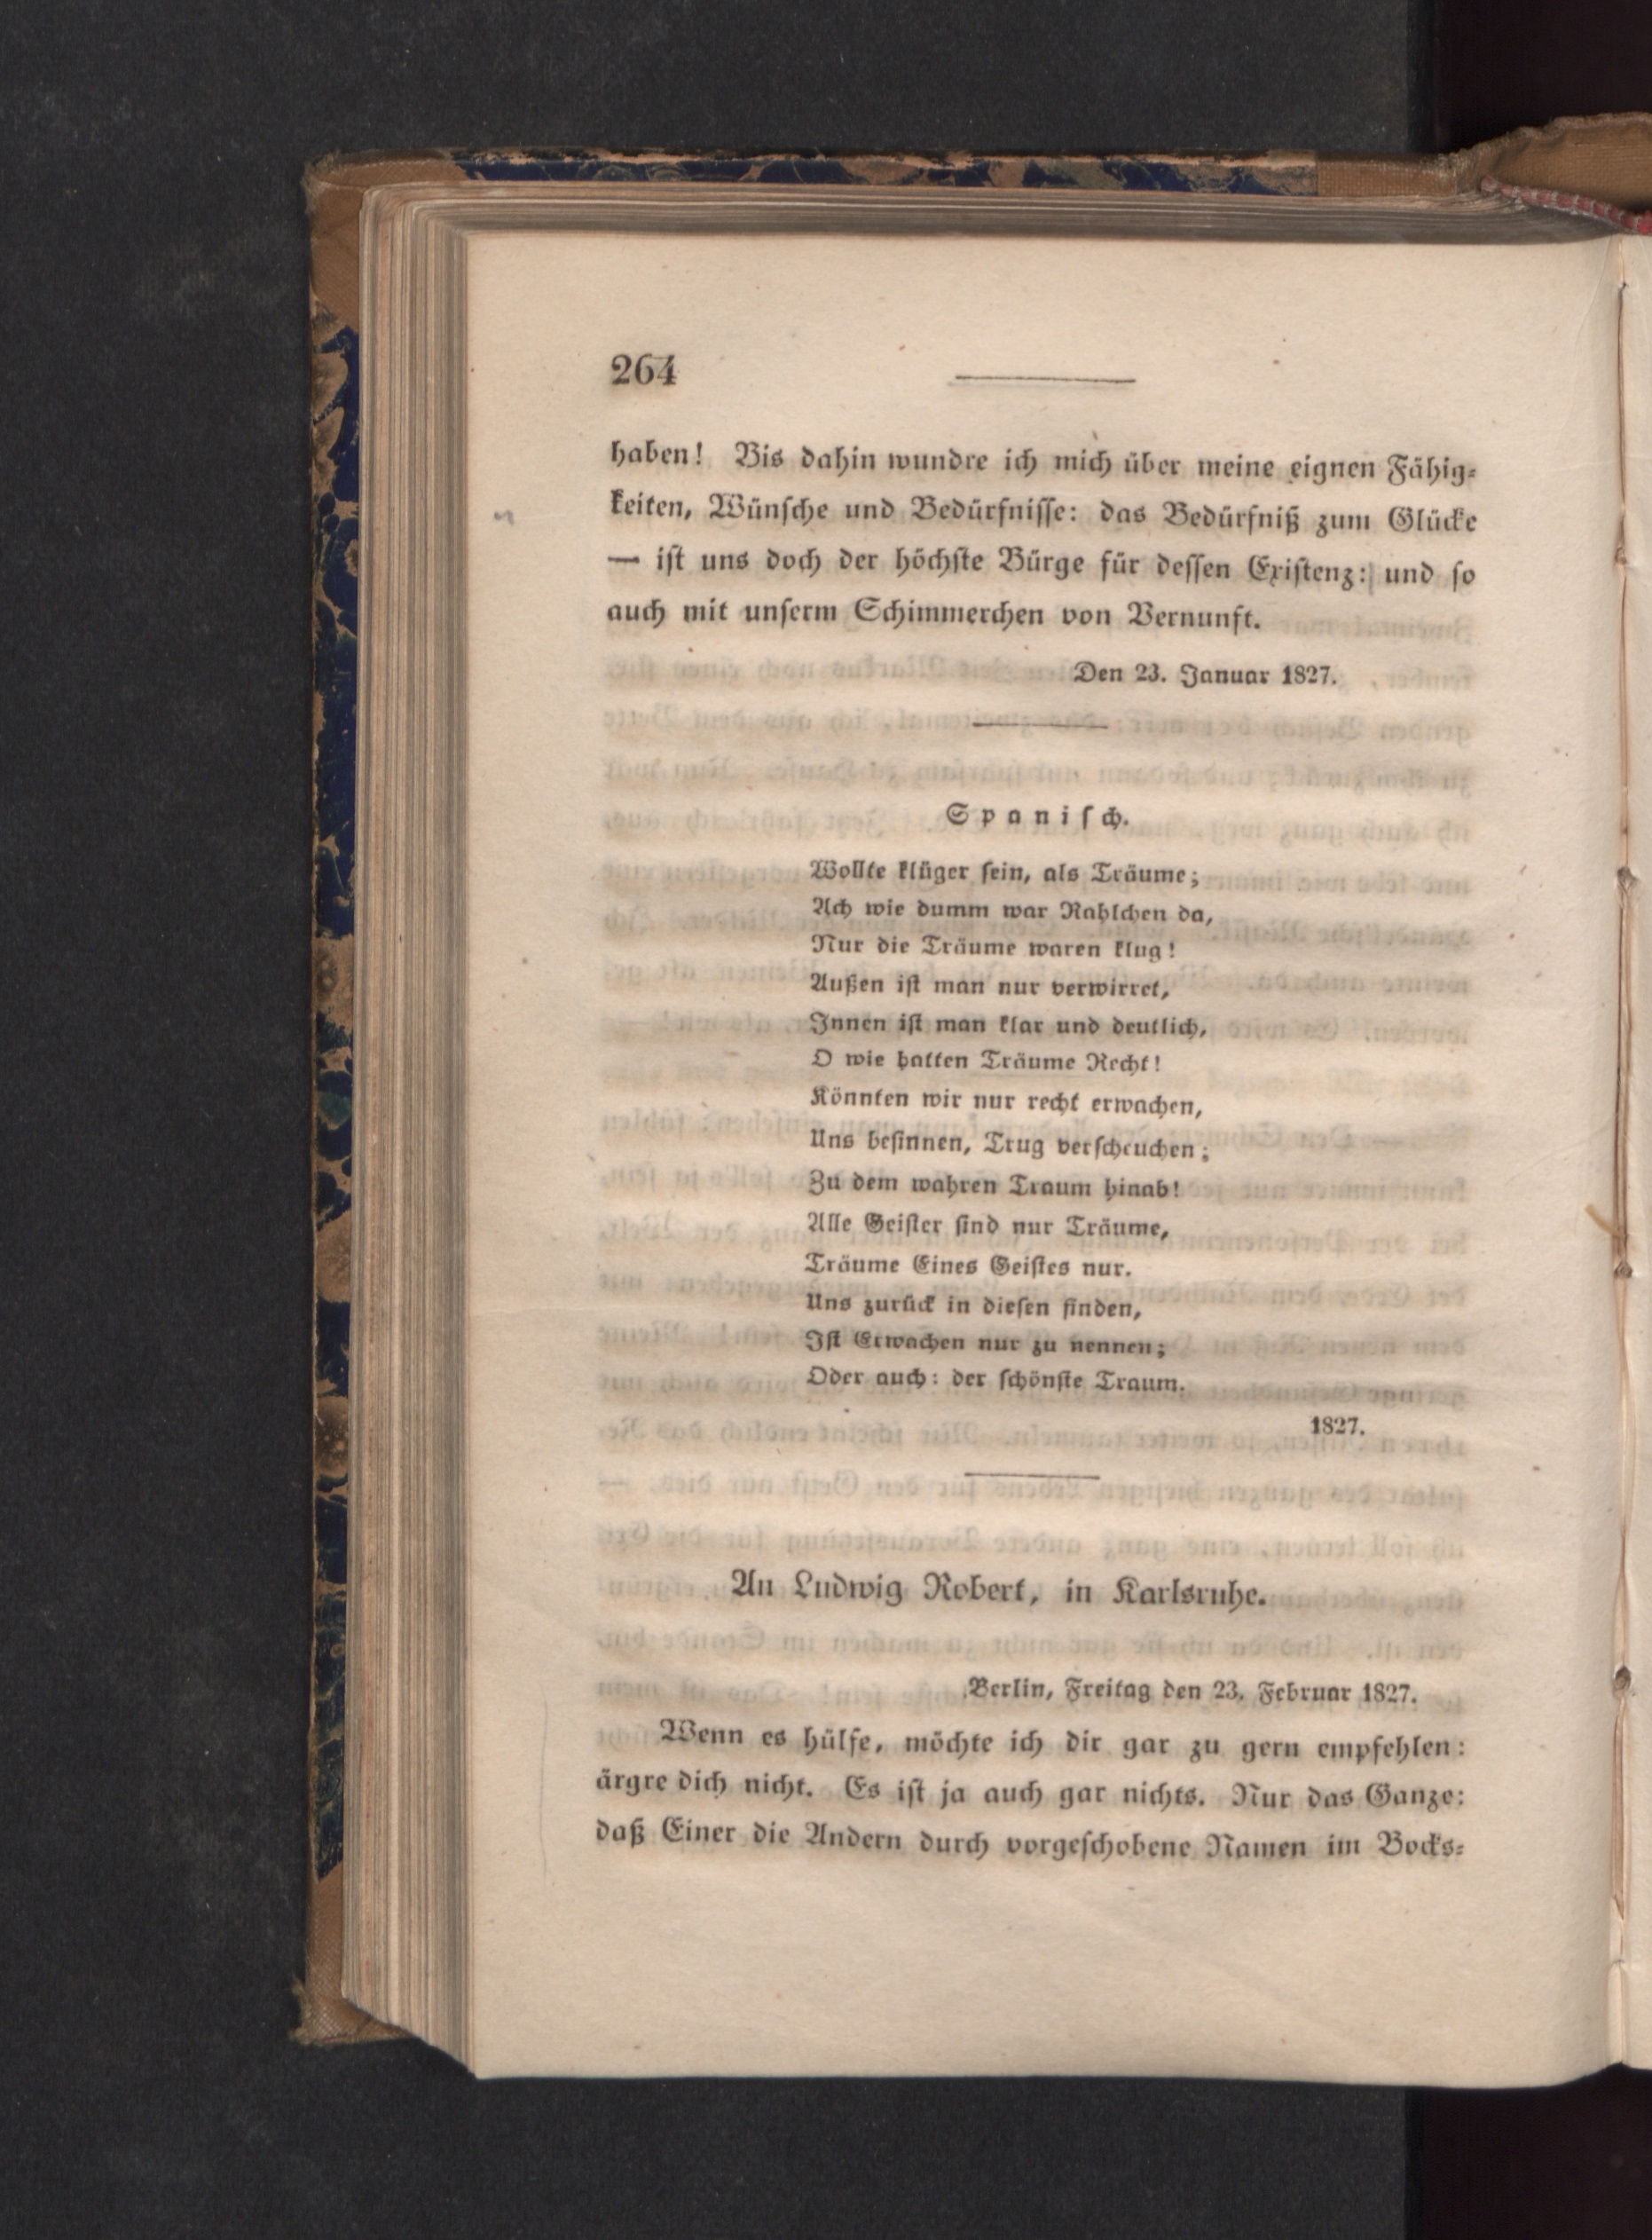 264
haben! Bis dahin wundre ich mich über meine eignen Fähig-
keiten, Wünsche und Bedürfnisse: das Bedürfniß zum Glücke
— ist uns doch der höchste Bürge für dessen Existenz: und so
auch mit unserm Schimmerchen von Vernunft.
Den 23. Januar 1827.
Spanisch.
Wollte klüger sein, als Träume;
Ach wie dumm war Rahlchen da,
Nur die Träume waren klug!
Außen ist man nur verwirret,
Innen ist man klar und deutlich,
O wie hatten Träume Recht!
Könnten wir nur recht erwachen,
Uns besinnen, Trug verscheuchen;
Zu dem wahren Traum hinab!
Alle Geister sind nur Träume,
Träume Eines Geistes nur.
Uns zurück in diesen finden,
Ist Erwachen nur zu nennen;
Oder auch: der schönste Traum.
1827.
An Ludwig Robert, in Karlsruhe.
Berlin, Freitag den 23. Februar 1827.
Wenn es hülfe, möchte ich dir gar zu gern empfehlen:
ärgre dich nicht. Es ist ja auch gar nichts. Nur das Ganze:
daß Einer die Andern durch vorgeschobene Namen im Bocks-